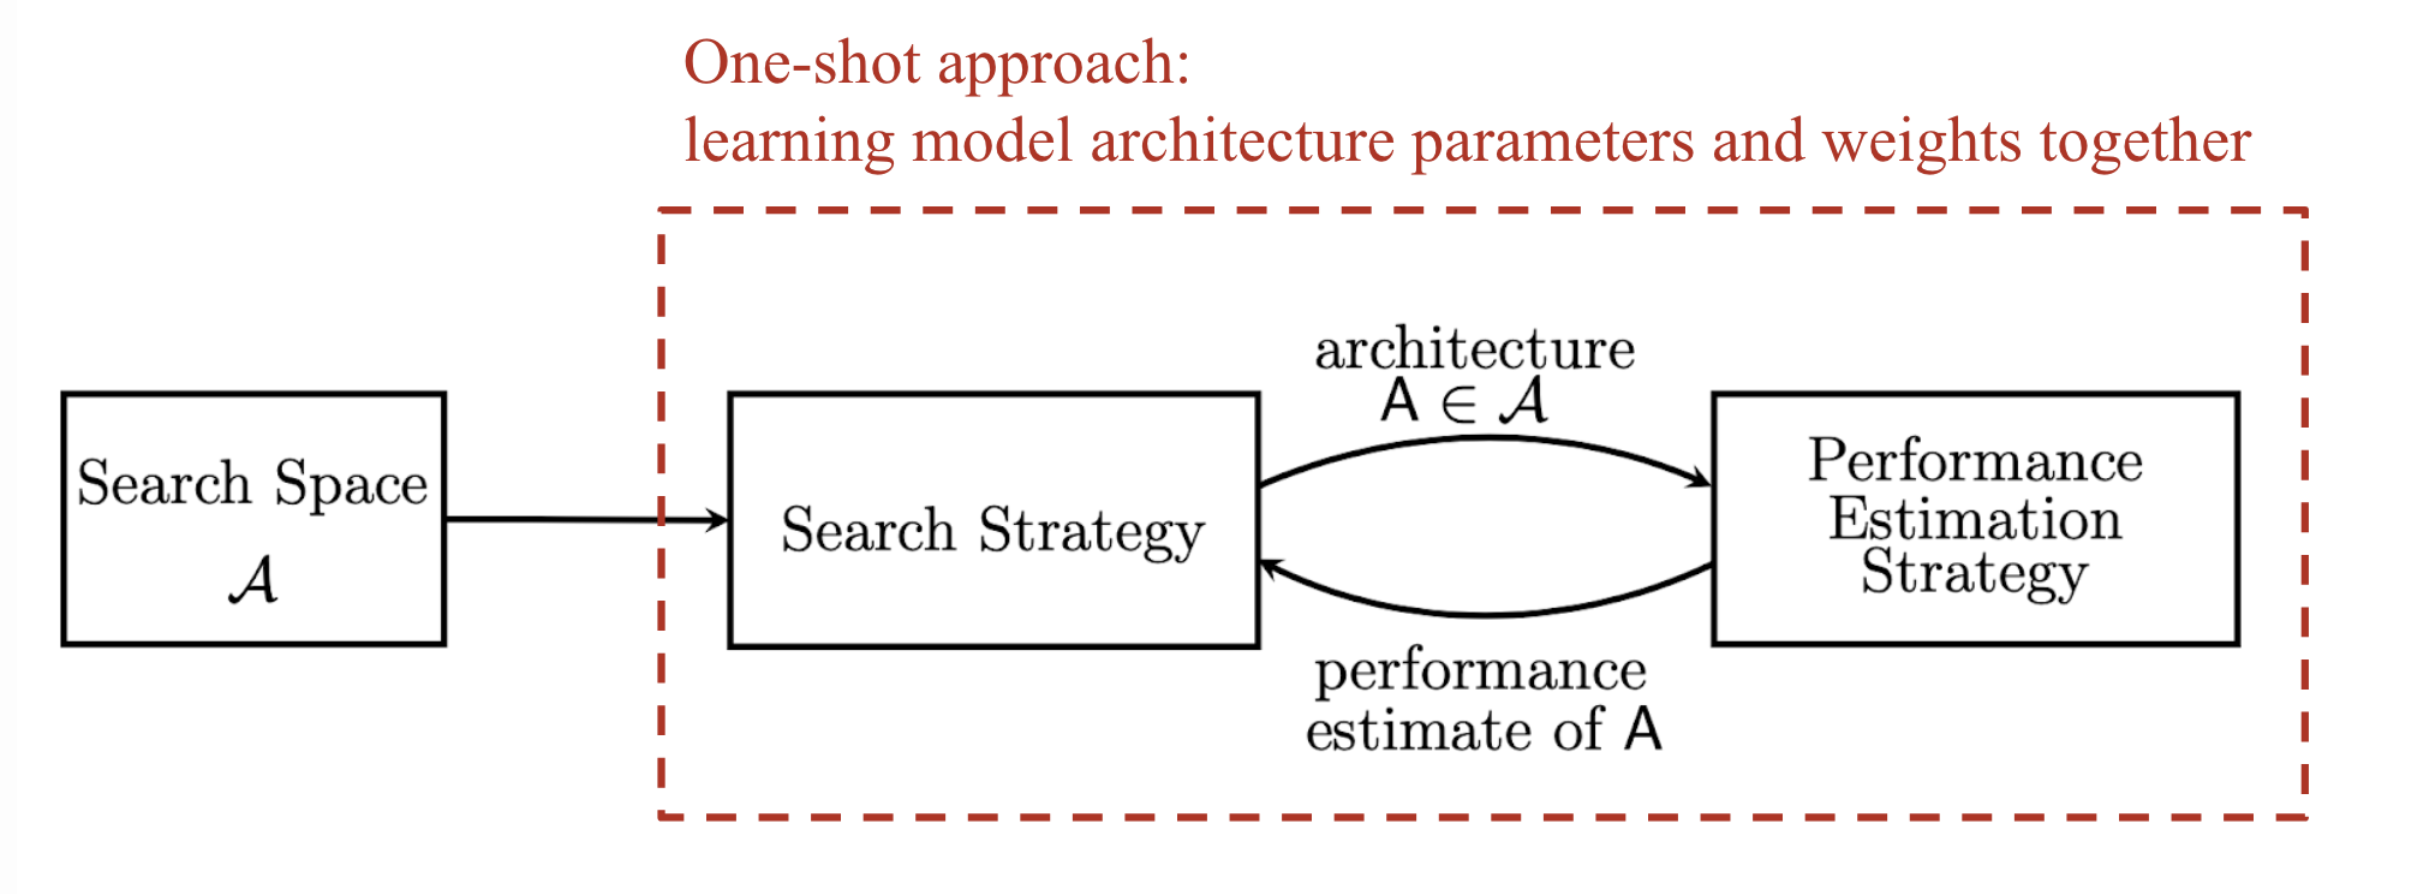 One-shot approach:
learning model architecture parameters and weights together
Search Space
𝒜
Search Strategy
architecture
A ∈ 𝒜
performance
estimate of A
Performance
Estimation
Strategy